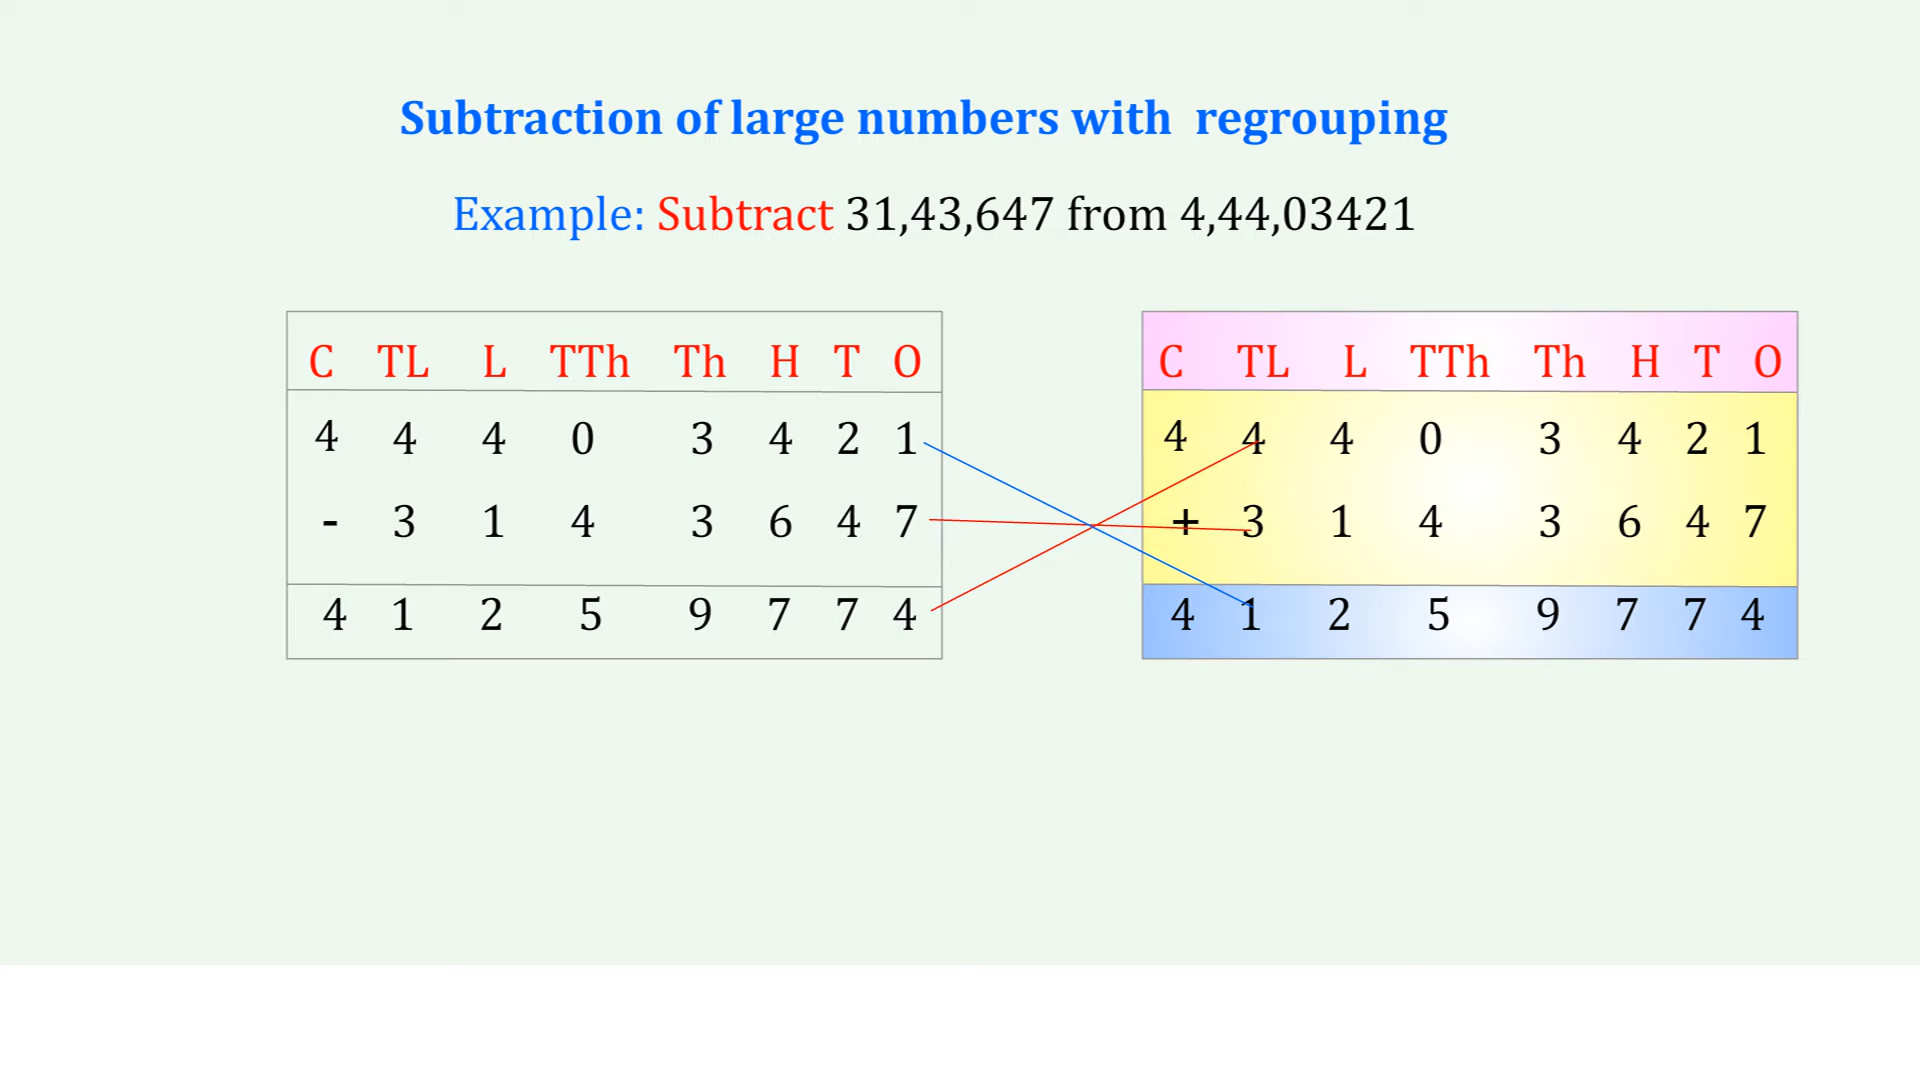 Subtraction of large numbers with regrouping
Example: Subtract 31,43,647 from 4,44,03421
C TL L TTh Th H T O
4 4 4 0 3 4 2 1
- 3 1 4 3 6 4 7
4 1 2 5 9 7 7 4
C TL L TTh Th H T O
4 4 4 0 3 4 2 1
+ 3 1 4 3 6 4 7
4 1 2 5 9 7 7 4